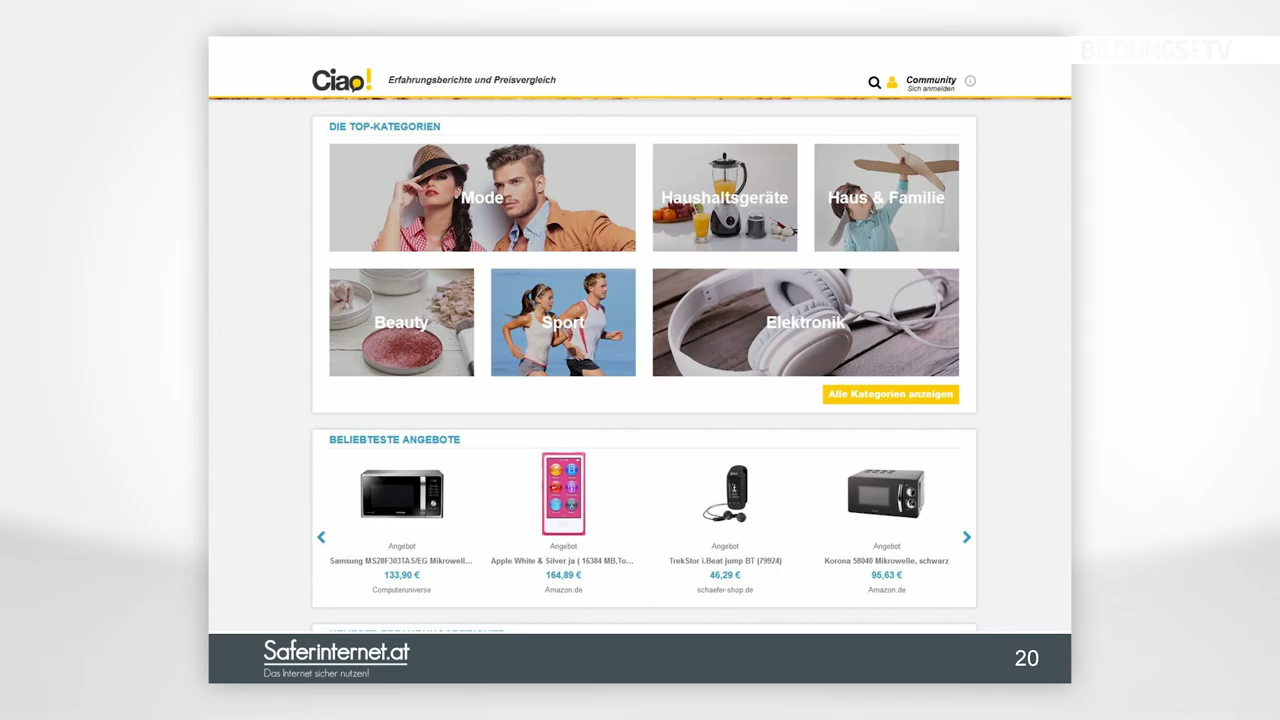 BILDUNGS TV
Ciao!
Erfahrungsberichte und Preisvergleich
Community
Sich anmelden
DIE TOP-KATEGORIEN
Mode
Haushaltsgeräte
Haus & Familie
Beauty
Sport
Elektronik
Alle Kategorien anzeigen
BELIEBTESTE ANGEBOTE
Angebot
Samsung MS28F303TAS/EG Mikrowell...
133,90 €
Computeruniverse
Angebot
Apple White & Silver ja ( 16384 MB,To...
164,89 €
Amazon.de
Angebot
TrekStor i.Beat jump BT (79924)
46,29 €
schaefer-shop.de
Angebot
Korona 58040 Mikrowelle, schwarz
95,63 €
Amazon.de
Saferinternet.at
Das Internet sicher nutzen!
20